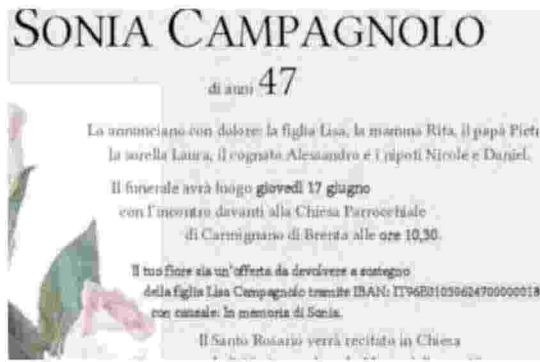 SONIA CAMPAGNOLO
di anni 47
Lo annunciano con dolore: la figlia Lisa, la mamma Rita, il papà Pietr
la sorella Laura, il cognato Alessandro e i nipoti Nicole e Daniel.
Il funerale avrà luogo giovedì 17 giugno
con l'incontro davanti alla Chiesa Parrocchiale
di Carmignano di Brenta alle ore 10,30.
Il tuo fiore sia un'offerta da devolvere a sostegno
della figlia Lisa Campagnolo tramite IBAN:
con causale: In memoria di Sonia.
Il Santo Rosario verrà recitato in Chiesa